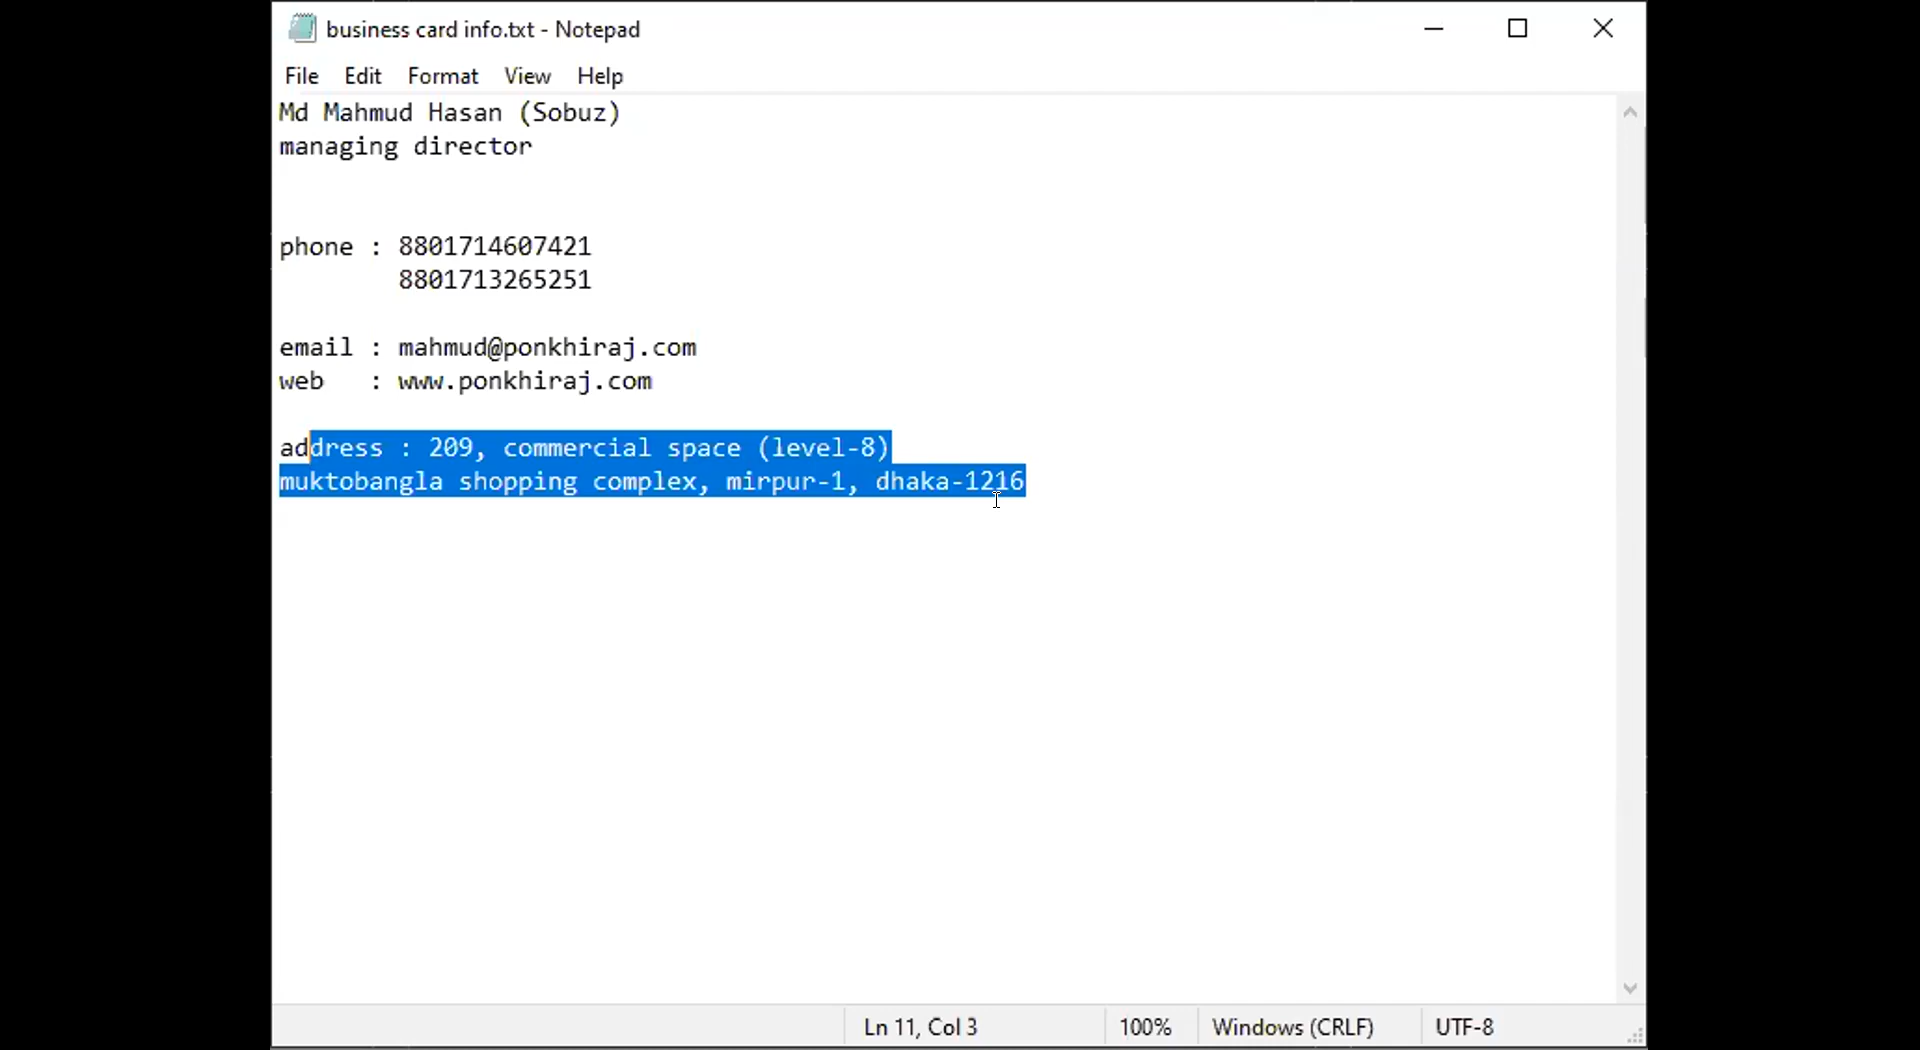 business card info.txt - Notepad
File Edit Format View Help
Md Mahmud Hasan (Sobuz)
managing director
phone : 8801714607421
8801713265251
email : mahmud@ponkhiraj.com
web : www.ponkhiraj.com
address : 209, commercial space (level-8)
muktobangla shopping complex, mirpur-1, dhaka-1216
Ln 11, Col 3 100% Windows (CRLF) UTF-8